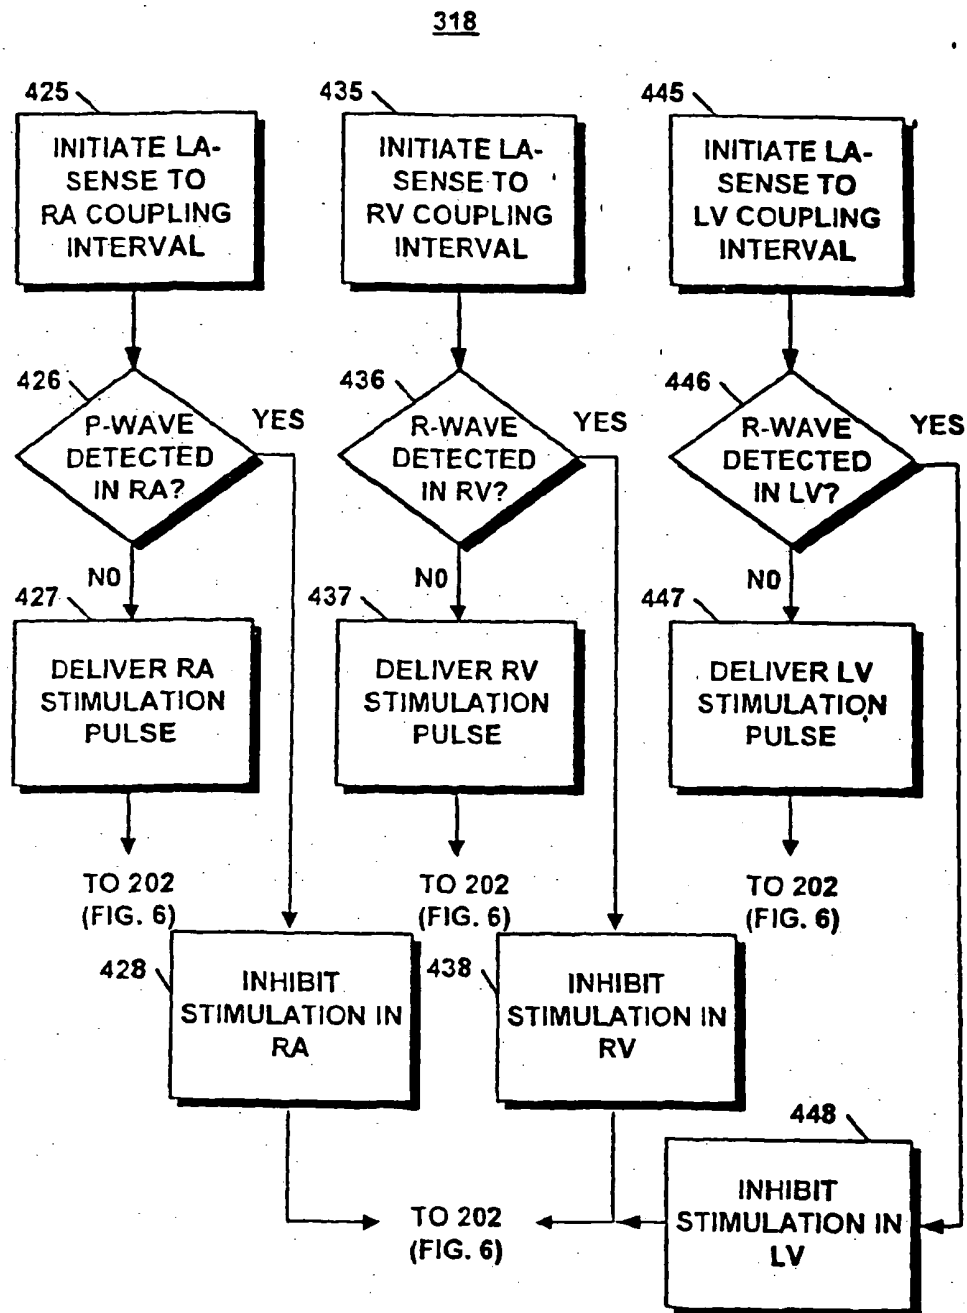 318
425
INITIATE LA-
SENSE TO
RA COUPLING
INTERVAL
435
INITIATE LA-
SENSE TO
RV COUPLING
INTERVAL
445
INITIATE LA-
SENSE TO
LV COUPLING
INTERVAL
426
P-WAVE
DETECTED
IN RA?
YES
NO
436
R-WAVE
DETECTED
IN RV?
YES
NO
446
R-WAVE
DETECTED
IN LV?
YES
NO
427
DELIVER RA
STIMULATION
PULSE
437
DELIVER RV
STIMULATION
PULSE
447
DELIVER LV
STIMULATION
PULSE
TO 202
(FIG. 6)
TO 202
(FIG. 6)
TO 202
(FIG. 6)
428
INHIBIT
STIMULATION IN
RA
438
INHIBIT
STIMULATION IN
RV
448
INHIBIT
STIMULATION IN
LV
TO 202
(FIG. 6)